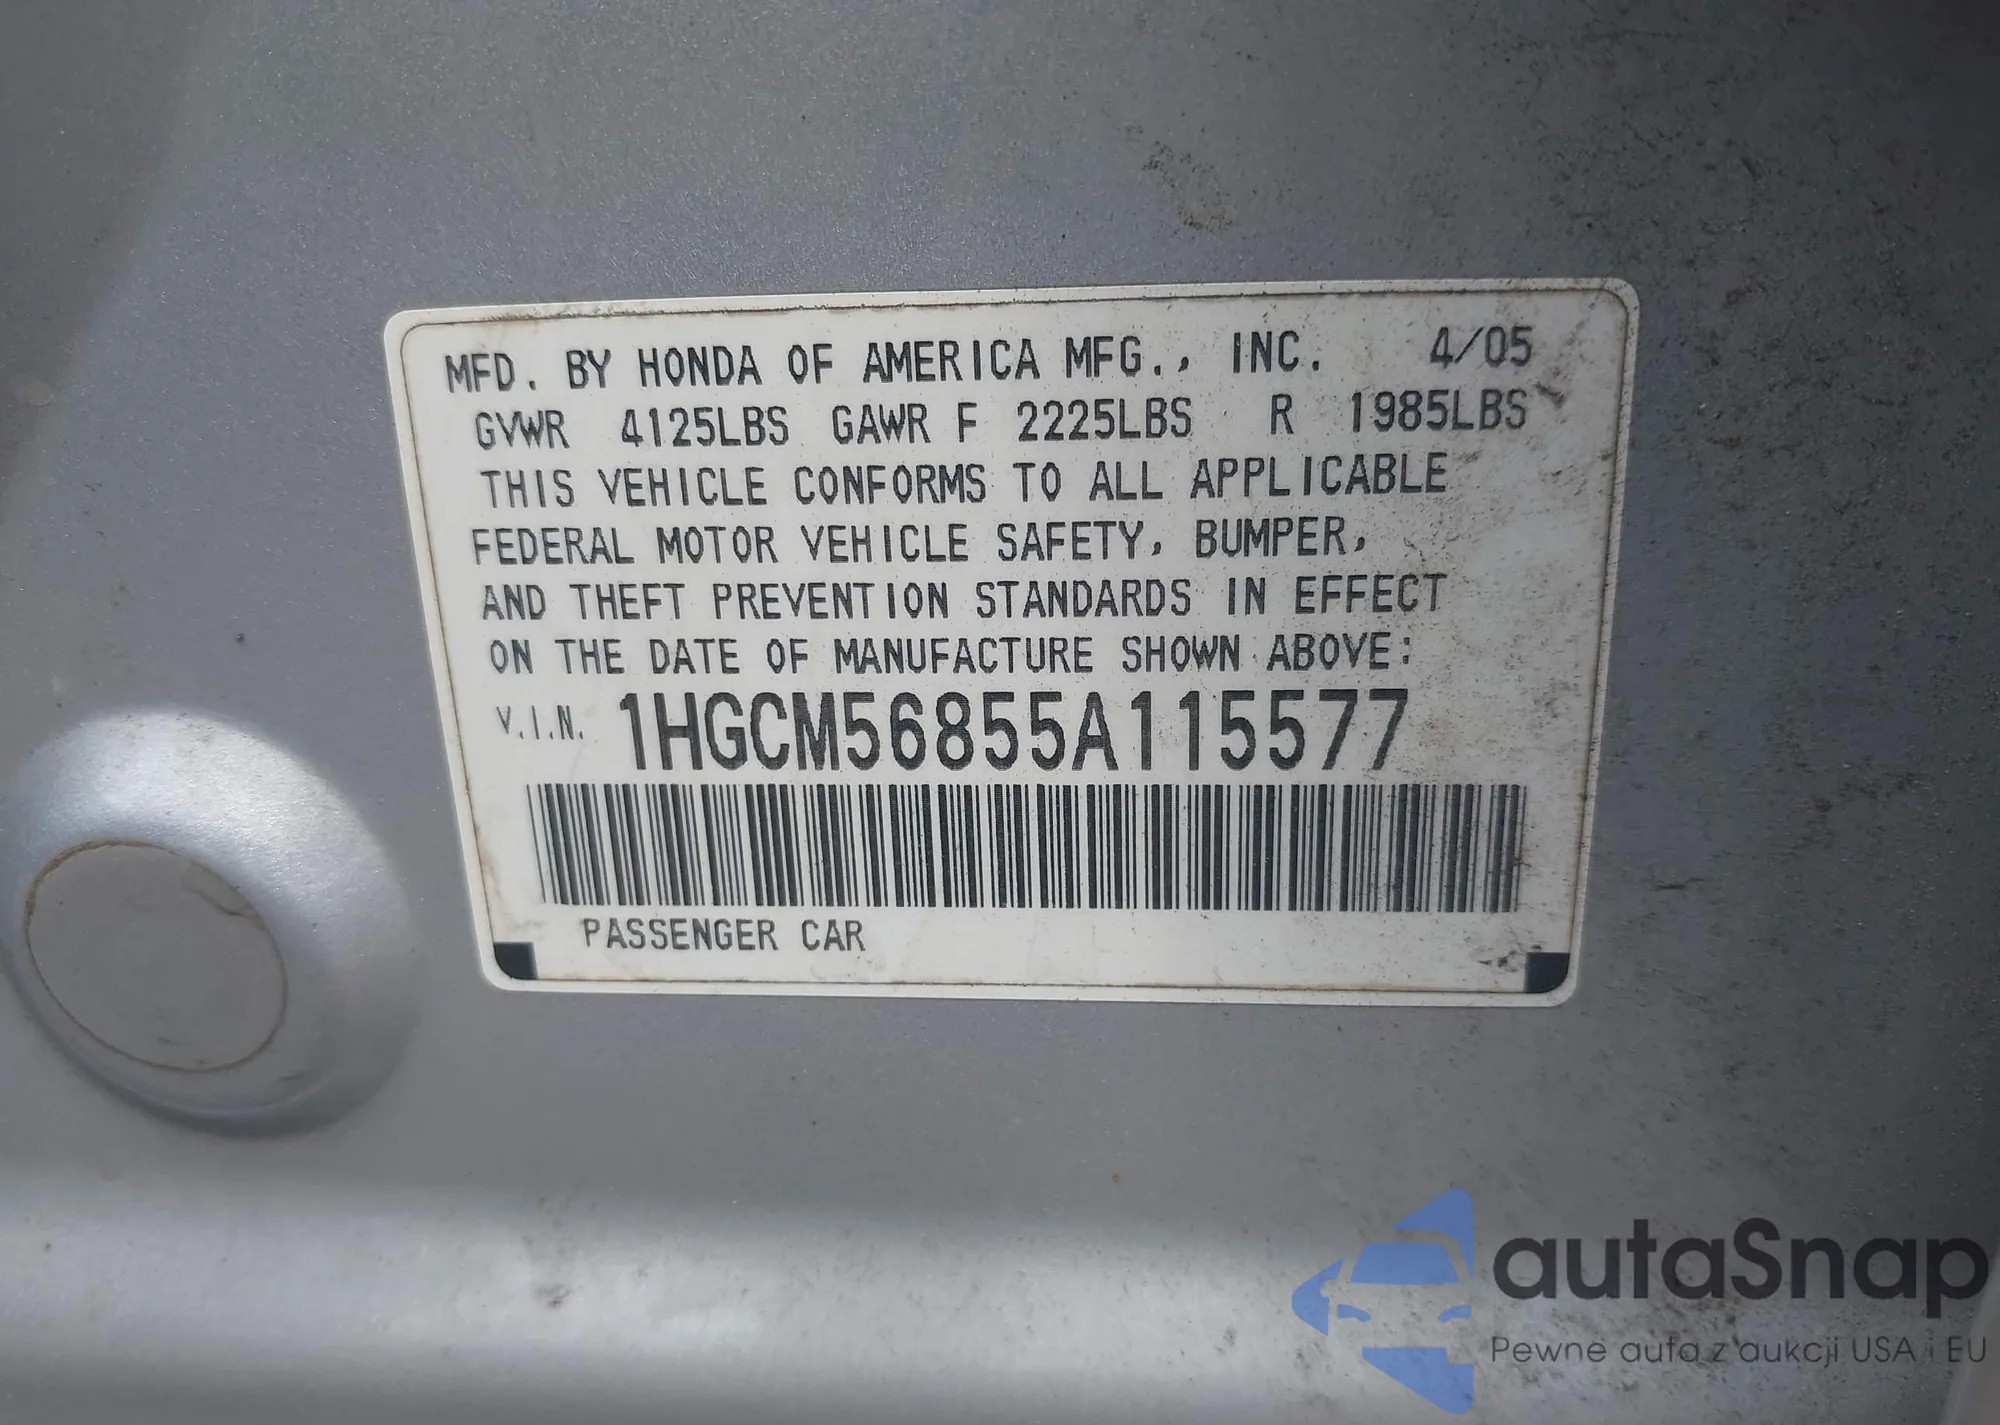 MFD. BY HONDA OF AMERICA MFG., INC. 4/05
GVWR 4125LBS GAWR F 2225LBS R 1985LBS
THIS VEHICLE CONFORMS TO ALL APPLICABLE
FEDERAL MOTOR VEHICLE SAFETY, BUMPER,
AND THEFT PREVENTION STANDARDS IN EFFECT
ON THE DATE OF MANUFACTURE SHOWN ABOVE:
V.I.N. 1HGCM56855A115577
PASSENGER CAR
autaSnap
Pewne auta z aukcji USA i EU